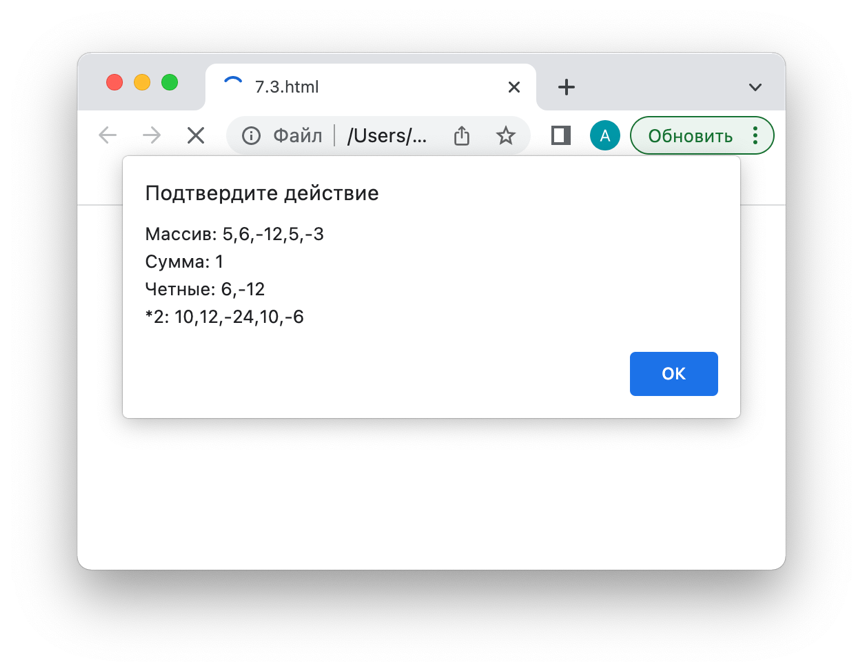 7.3.html
Файл
/Users/...
A
Обновить
Подтвердите действие
Массив: 5,6,-12,5,-3
Сумма: 1
Четные: 6,-12
*2: 10,12,-24,10,-6
ОК